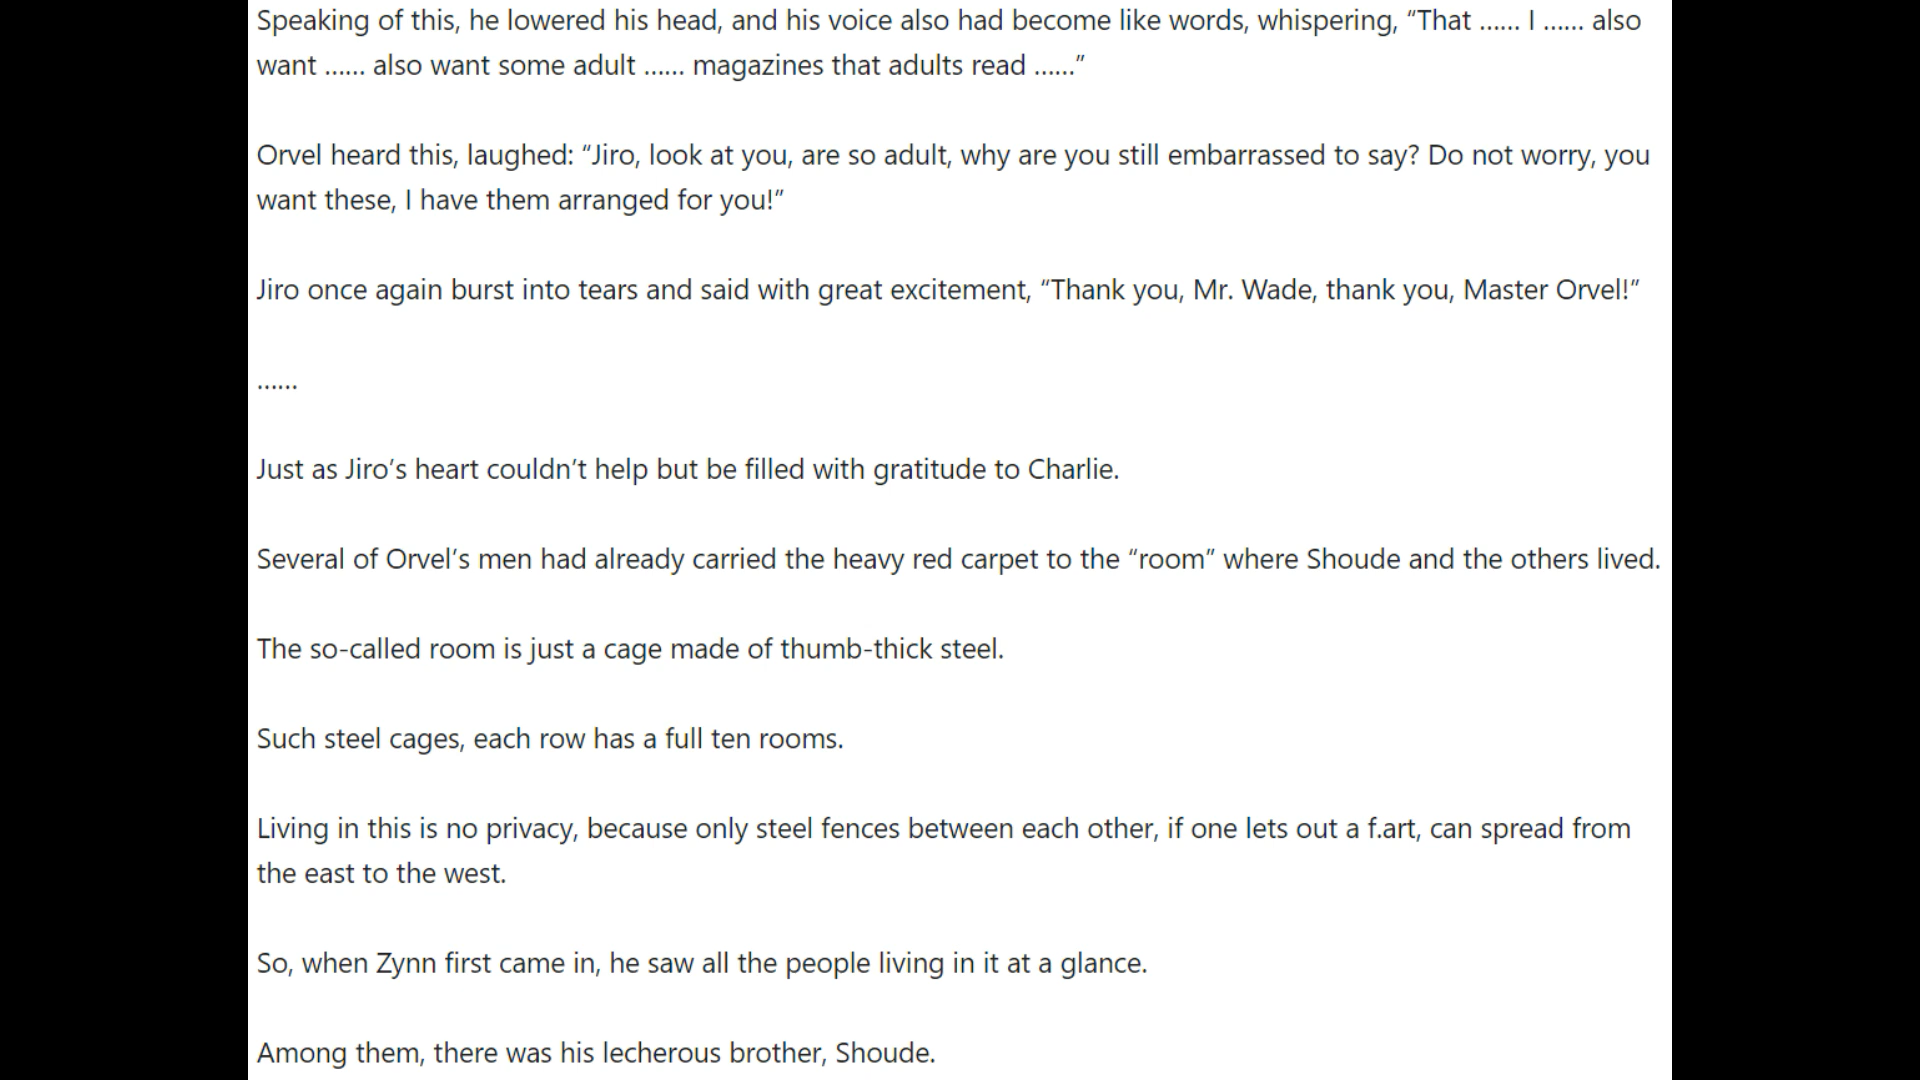 Speaking of this, he lowered his head, and his voice also had become like words, whispering, “That …… I …… also
want …… also want some adult …… magazines that adults read ……”
Orvel heard this, laughed: “Jiro, look at you, are so adult, why are you still embarrassed to say? Do not worry, you
want these, I have them arranged for you!”
Jiro once again burst into tears and said with great excitement, “Thank you, Mr. Wade, thank you, Master Orvel!”
……
Just as Jiro’s heart couldn’t help but be filled with gratitude to Charlie.
Several of Orvel’s men had already carried the heavy red carpet to the “room” where Shoude and the others lived.
The so-called room is just a cage made of thumb-thick steel.
Such steel cages, each row has a full ten rooms.
Living in this is no privacy, because only steel fences between each other, if one lets out a f.art, can spread from
the east to the west.
So, when Zynn first came in, he saw all the people living in it at a glance.
Among them, there was his lecherous brother, Shoude.